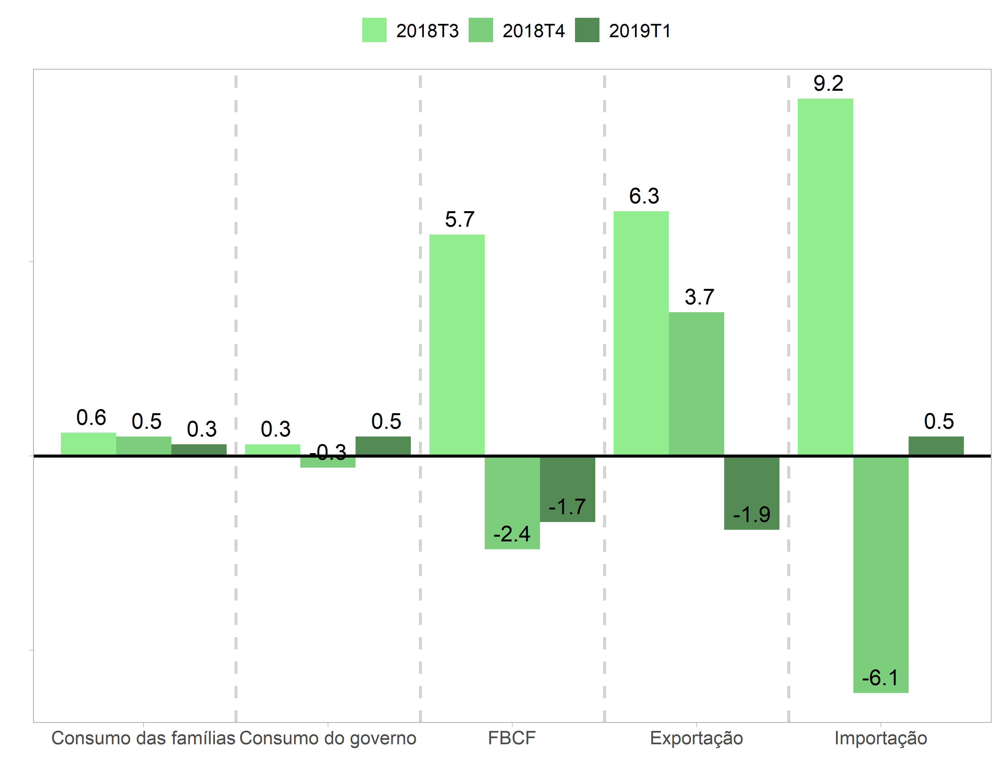 2018T3 2018T4 2019T1
9.2
6.3
5.7
3.7
0.6 0.5 0.3 0.3 -0.3 0.5 0.5
-1.7 -1.9
-2.4
-6.1
Consumo das famílias Consumo do governo FBCF Exportação Importação